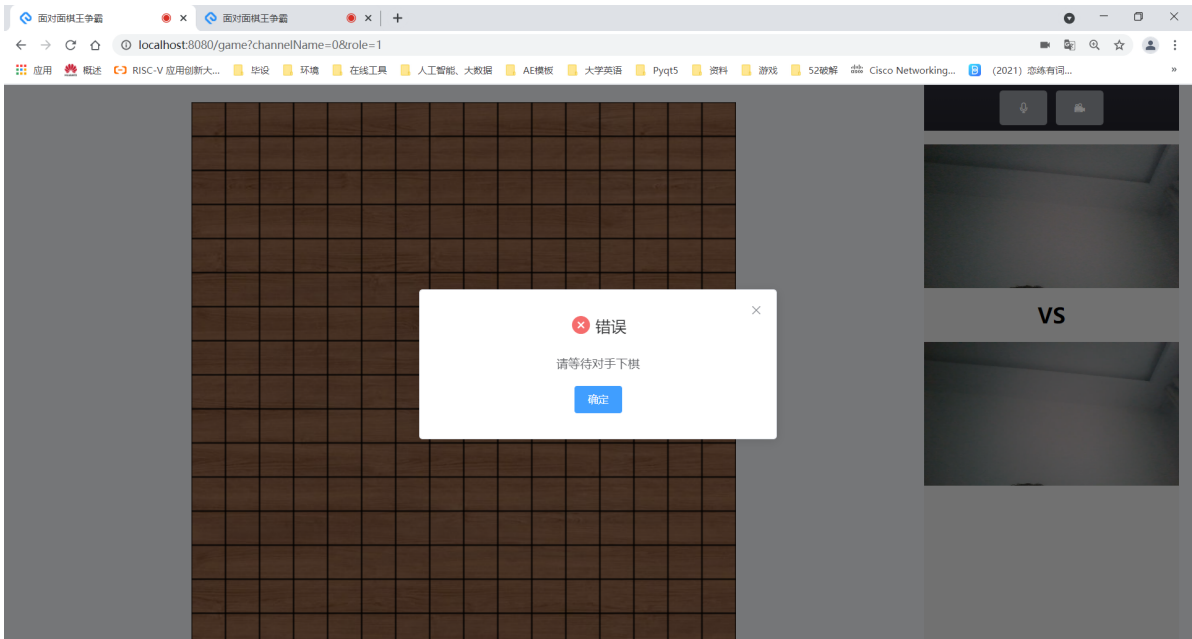 面对面棋王争霸
面对面棋王争霸
localhost:8080/game?channelName=0&role=1
应用 概述 RISC-V 应用创新大... 毕设 环境 在线工具 人工智能、大数据 AE模板 大学英语 Pyqt5 资料 游戏 52破解 Cisco Networking... (2021) 恋练有词... »
错误
请等待对手下棋
确定
VS